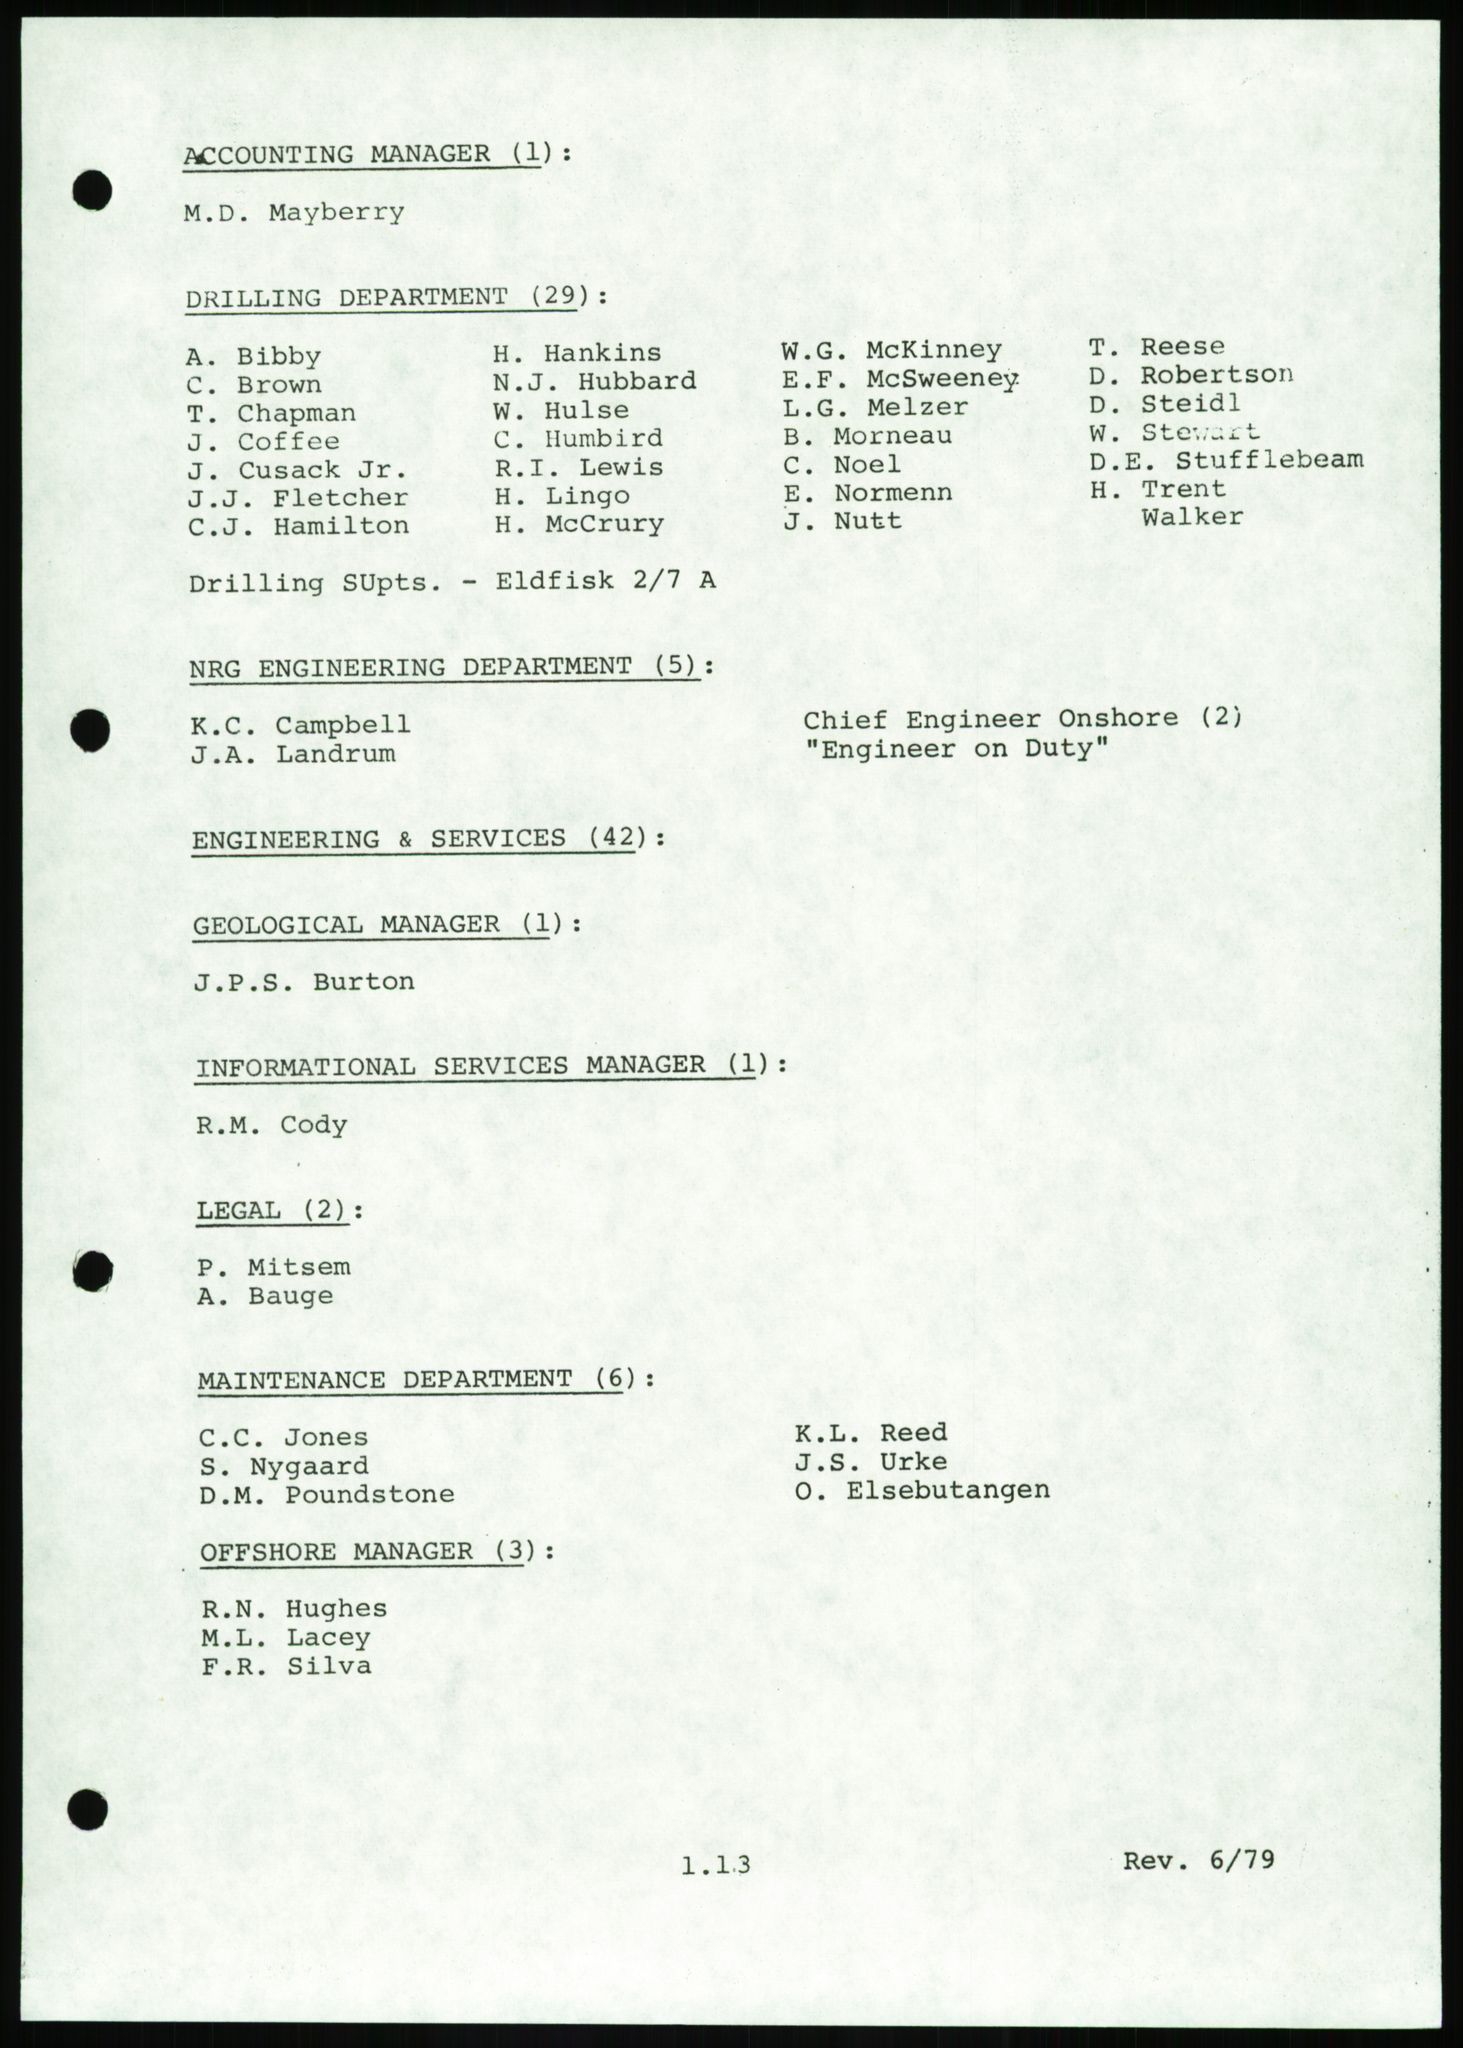 ACCOUNTING MANAGER (1):
M.D. Mayberry
DRILLING DEPARTMENT (29):
A. Bibby H. Hankins W.G. McKinney T. Reese
C. Brown N.J. Hubbard E.F. McSweeney D. Robertson
T. Chapman W. Hulse L.G. Melzer D. Steidl
J. Coffee C. Humbird B. Morneau W. Stewart
J. Cusack Jr. R.I. Lewis C. Noel D.E. Stufflebeam
J.J. Fletcher H. Lingo E. Normenn H. Trent
C.J. Hamilton H. McCrury J. Nutt Walker
Drilling SUpts. - Eldfisk 2/7 A
NRG ENGINEERING DEPARTMENT (5):
K.C. Campbell Chief Engineer Onshore (2)
J.A. Landrum "Engineer on Duty"
ENGINEERING & SERVICES (42):
GEOLOGICAL MANAGER (1):
J.P.S. Burton
INFORMATIONAL SERVICES MANAGER (1):
R.M. Cody
LEGAL (2):
P. Mitsem
A. Bauge
MAINTENANCE DEPARTMENT (6):
C.C. Jones K.L. Reed
S. Nygaard J.S. Urke
D.M. Poundstone O. Elsebutangen
OFFSHORE MANAGER (3):
R.N. Hughes
M.L. Lacey
F.R. Silva
1.1.3 Rev. 6/79